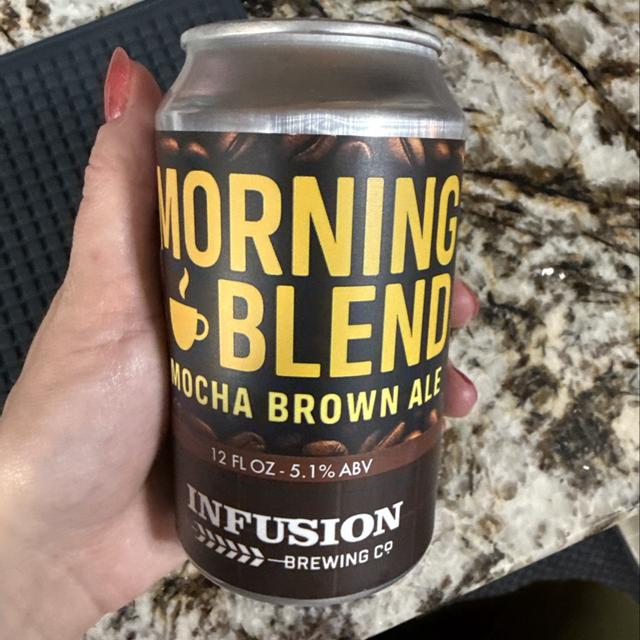 MORNING
BLEND
MOCHA BROWN ALE
12 FL OZ - 5.1% ABV
INFUSION
BREWING CO